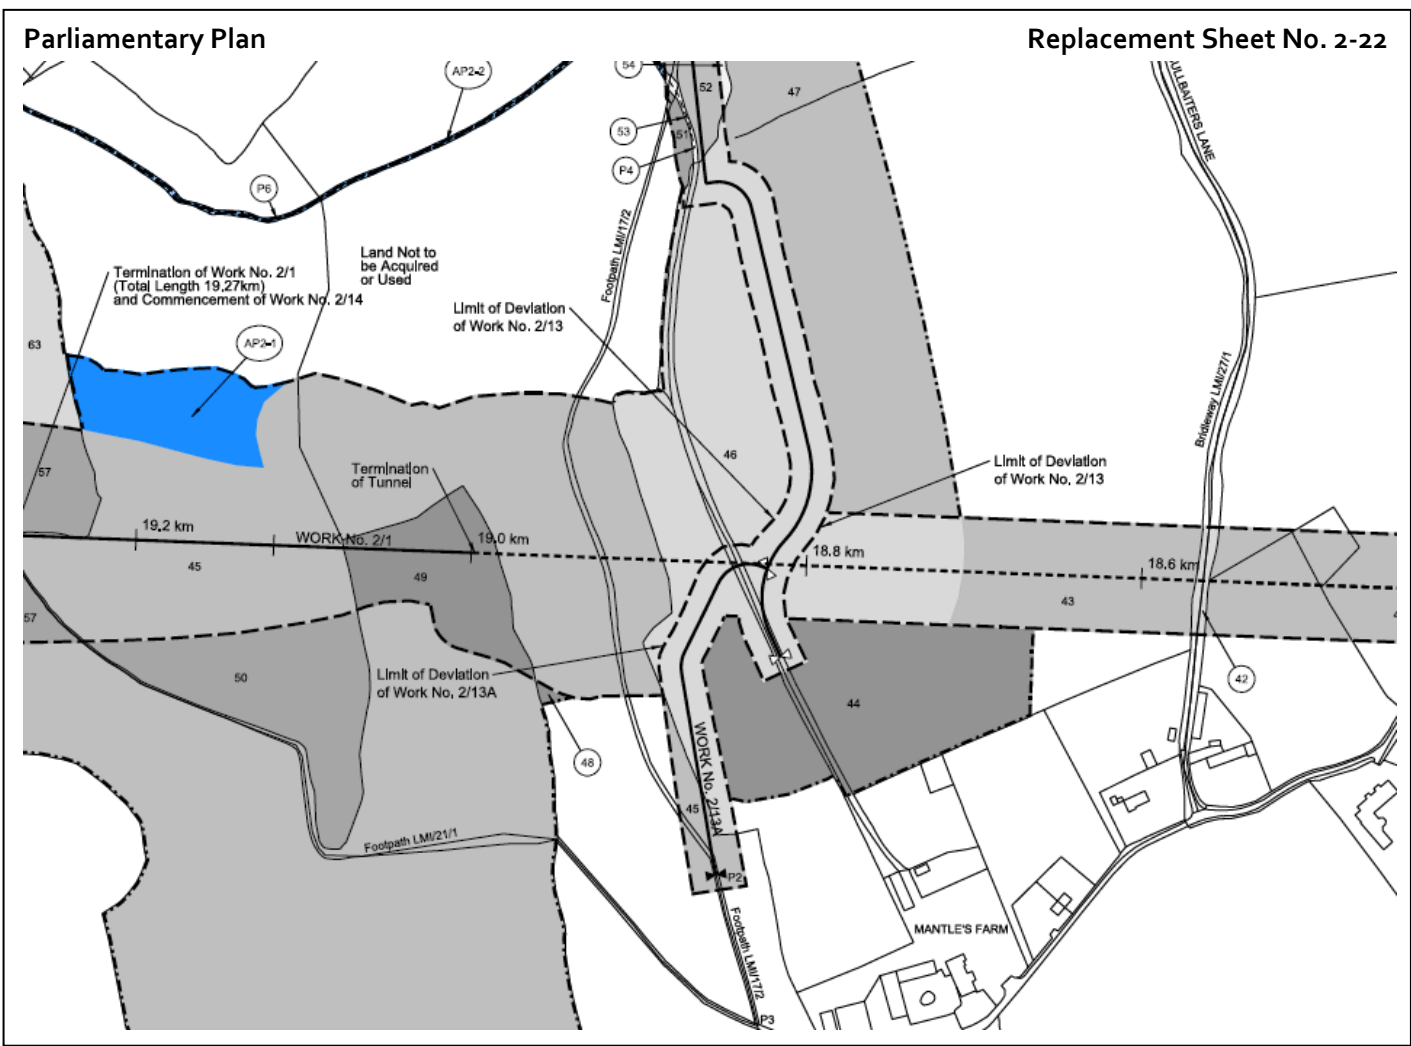 Parliamentary Plan
Replacement Sheet No. 2-22
AP2-2
54
52
47
53
51
P4
P6
BULLBAITERS LANE
Footpath LMI/17/2
Land Not to
be Acquired
or Used
Termination of Work No. 2/1
(Total Length 19.27km)
and Commencement of Work No. 2/14
Limit of Deviation
of Work No. 2/13
63
AP2-1
Bridleway LMI/27/1
46
Limit of Deviation
of Work No. 2/13
57
Termination
of Tunnel
19.2 km
WORK No. 2/1
19.0 km
18.8 km
18.6 km
45
49
43
57
50
Limit of Deviation
of Work No. 2/13A
42
44
48
WORK No. 2/13A
45
Footpath LMI/21/1
P2
Footpath LMI/17/2
MANTLE'S FARM
P3